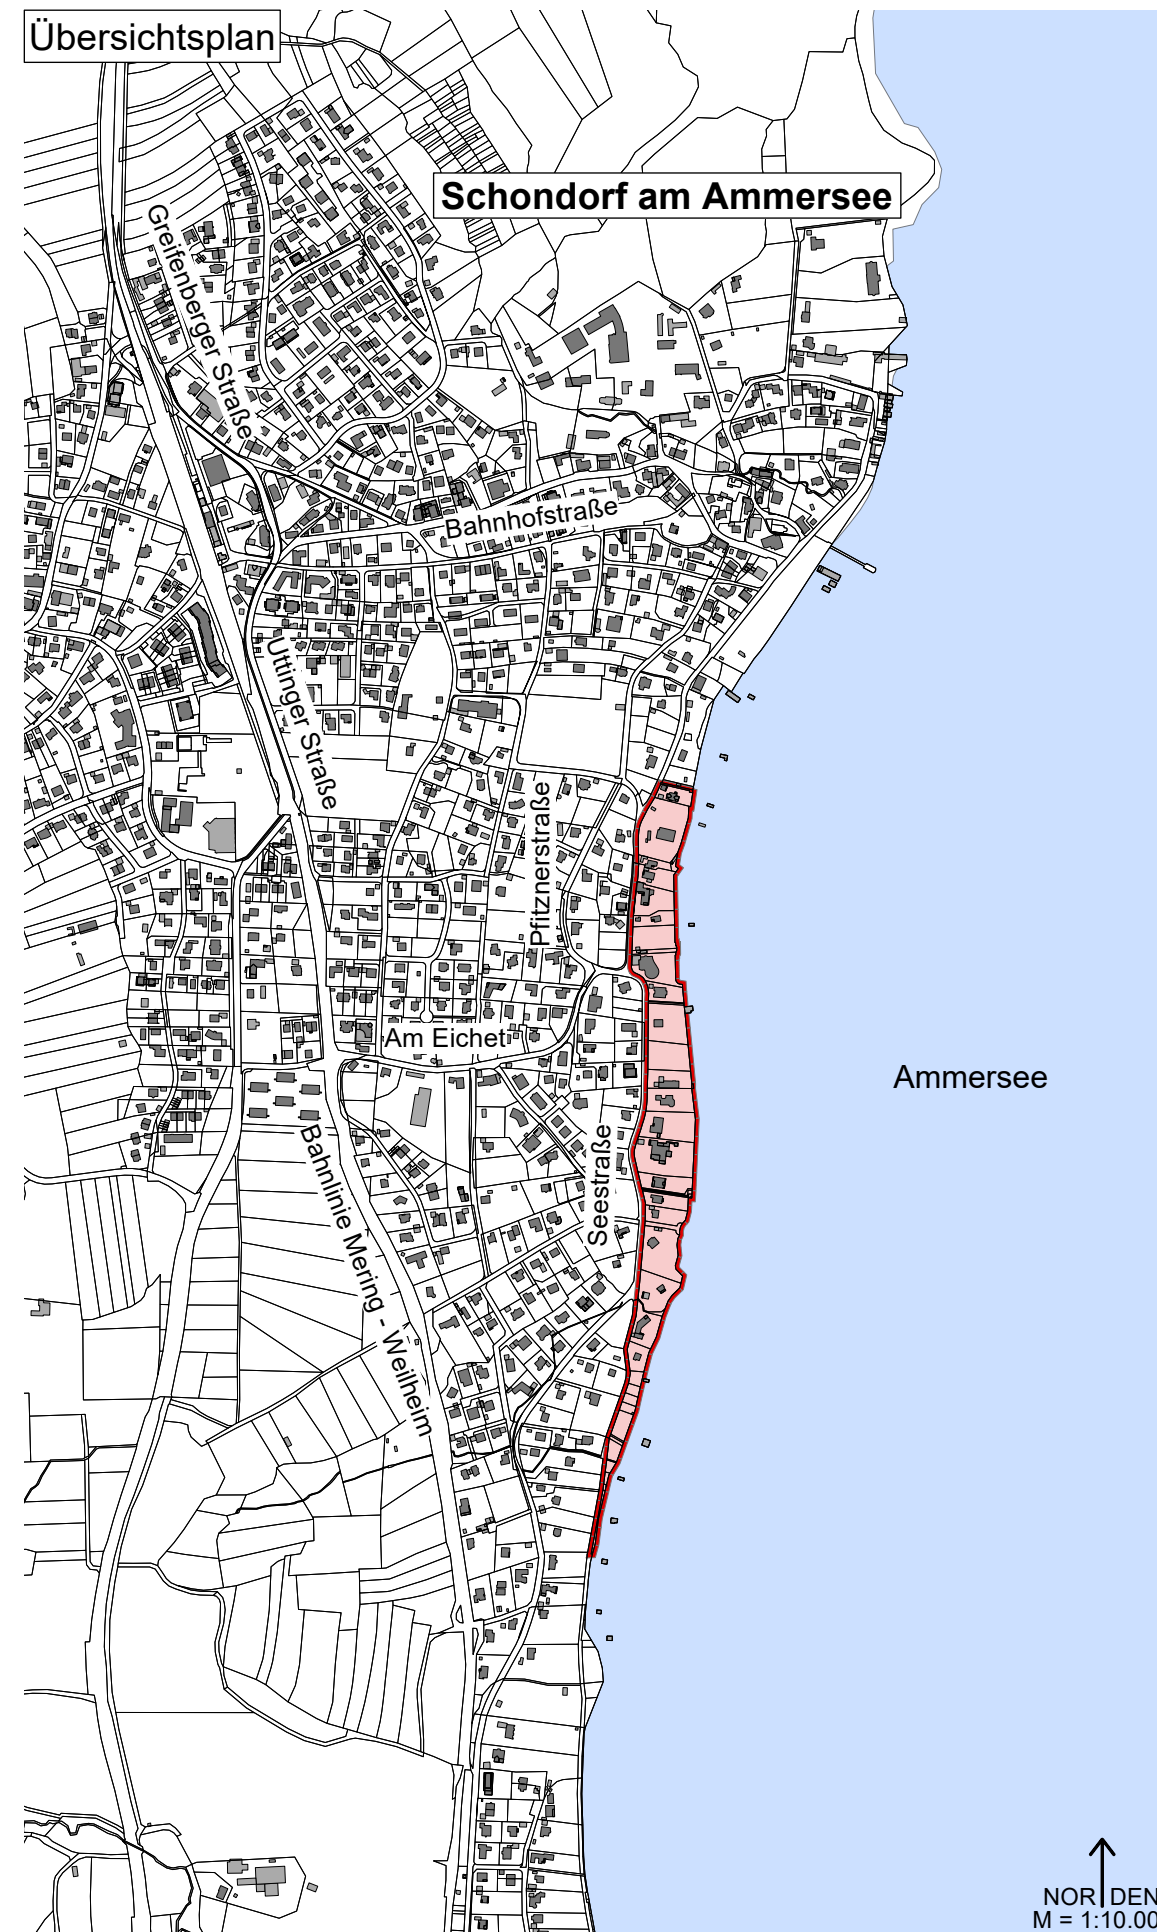 Übersichtsplan
Schondorf am Ammersee
Greifenberger Straße
Bahnhofstraße
Uttinger Straße
Pfitznerstraße
Am Eichet
Ammersee
Seestraße
Bahnlinie Mering - Weilheim
NORDEN
M = 1:10.00